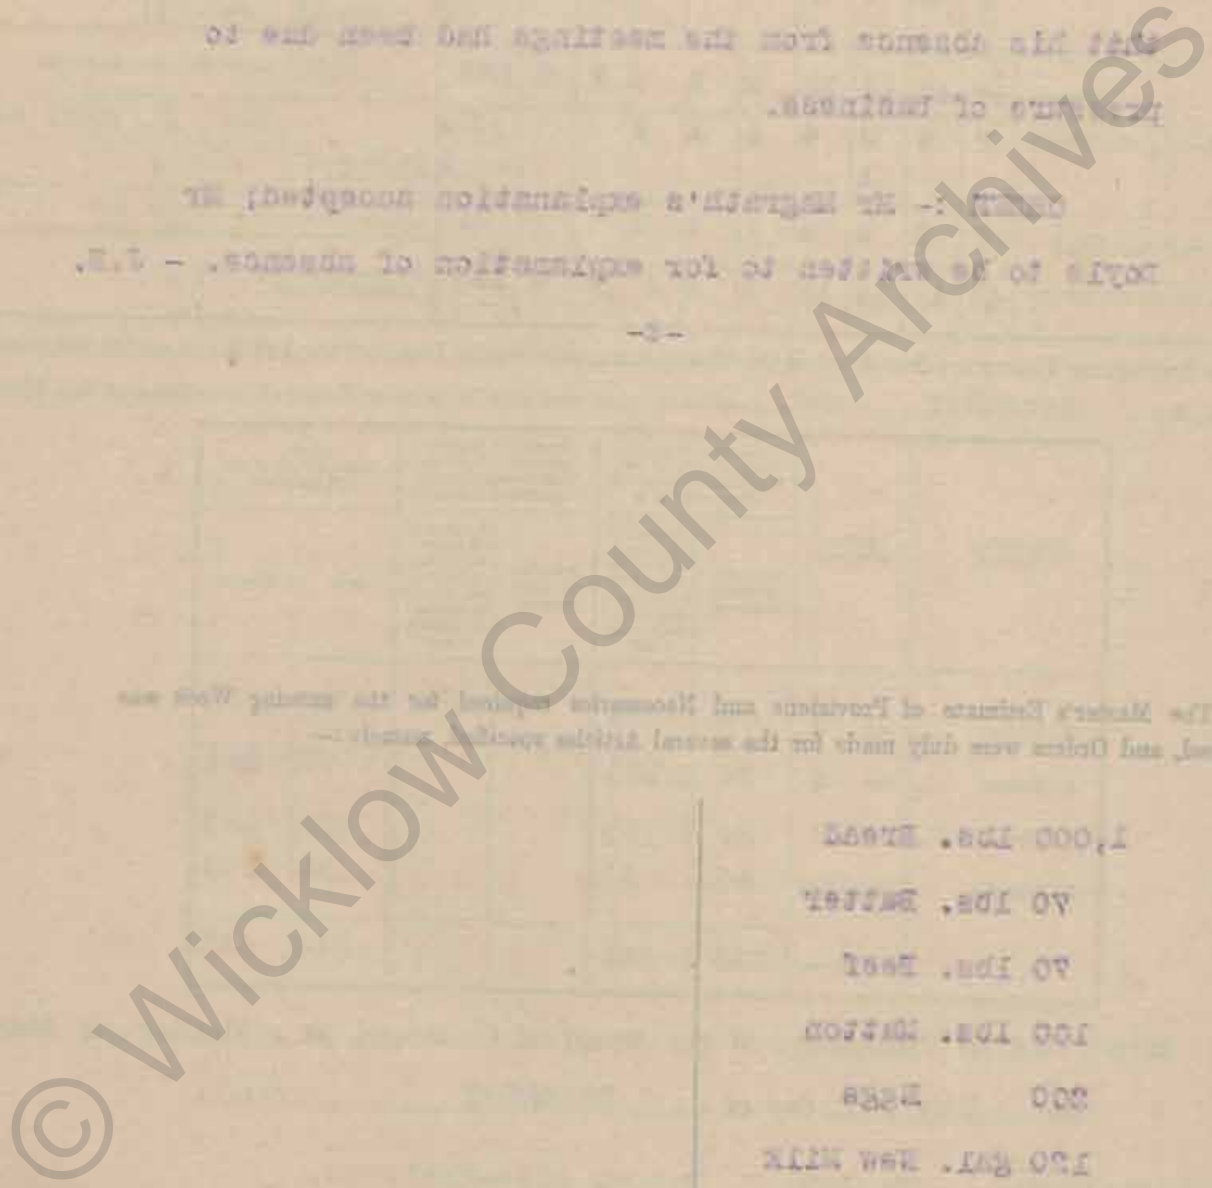 that his absence from the meetings had been due to
pressure of business.
ORDER :- Mr Magrath's explanation accepted; Mr
Doyle to be written to for explanation of absence. - J.E.
The Master's Estimate of Provisions and Necessaries required for the ensuing Week was
and Orders were duly made for the several Articles specified, namely :-
1,000 lbs. Bread
70 lbs. Butter
70 lbs. Beef
100 lbs. Mutton
200 Eggs
120 gal. New Milk
© Wicklow County Archives